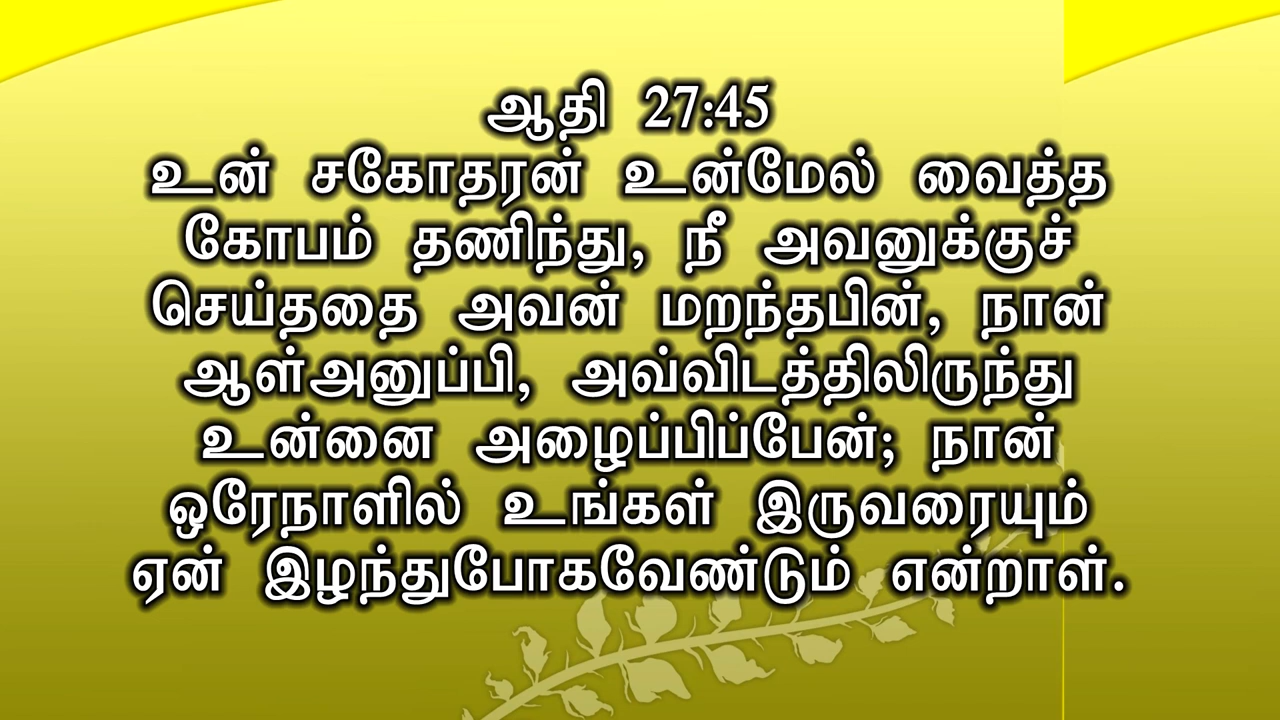 ஆதி 27:45
உன் சகோதரன் உன்மேல் வைத்த
கோபம் தணிந்து, நீ அவனுக்குச்
செய்ததை அவன் மறந்தபின், நான்
ஆள்அனுப்பி, அவ்விடத்திலிருந்து
உன்னை அழைப்பிப்பேன்; நான்
ஒரேநாளில் உங்கள் இருவரையும்
ஏன் இழந்துபோகவேண்டும் என்றாள்.